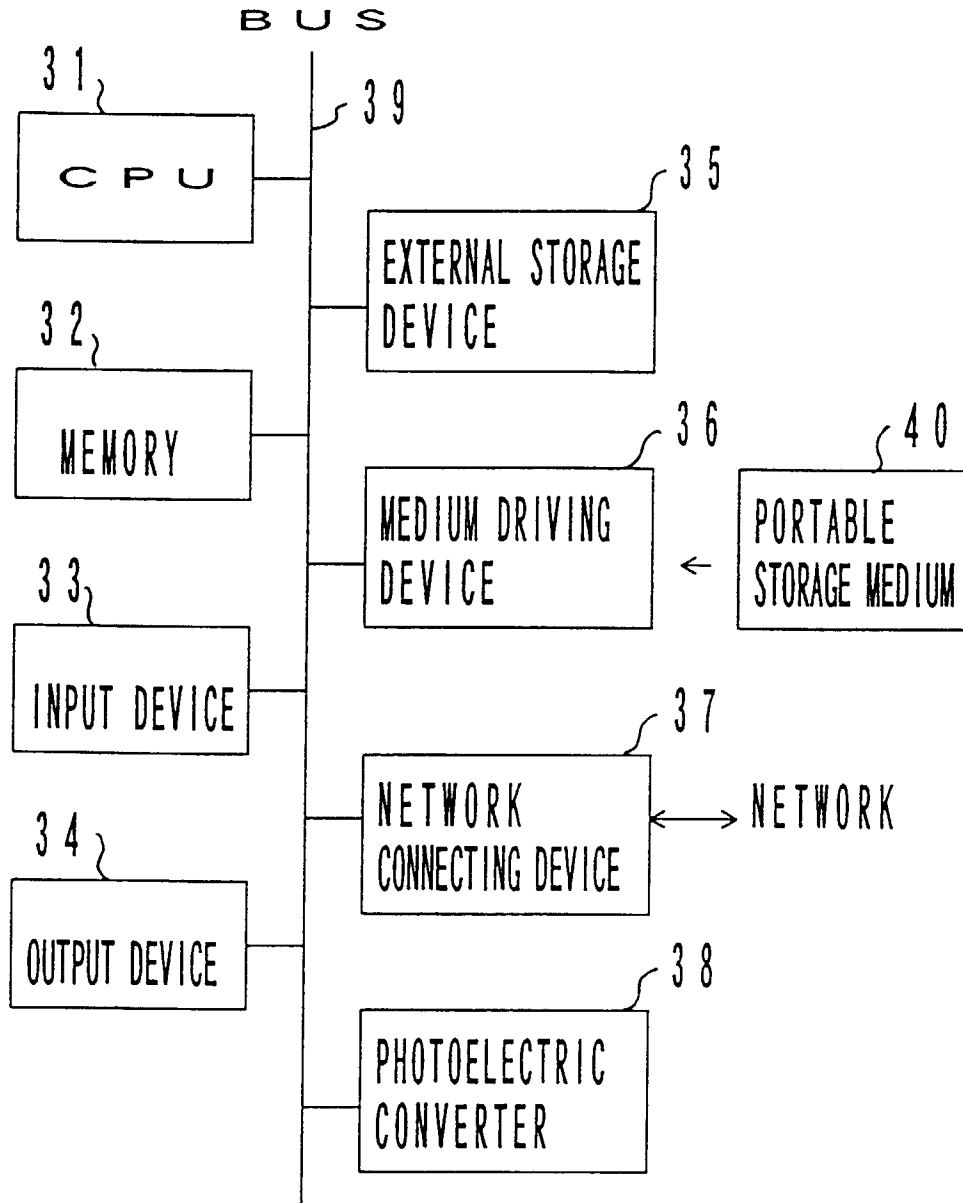 BUS
39
31
CPU
35
EXTERNAL STORAGE
DEVICE
32
MEMORY
36
MEDIUM DRIVING
DEVICE
40
PORTABLE
STORAGE MEDIUM
33
INPUT DEVICE
37
NETWORK
CONNECTING DEVICE
NETWORK
34
OUTPUT DEVICE
38
PHOTOELECTRIC
CONVERTER